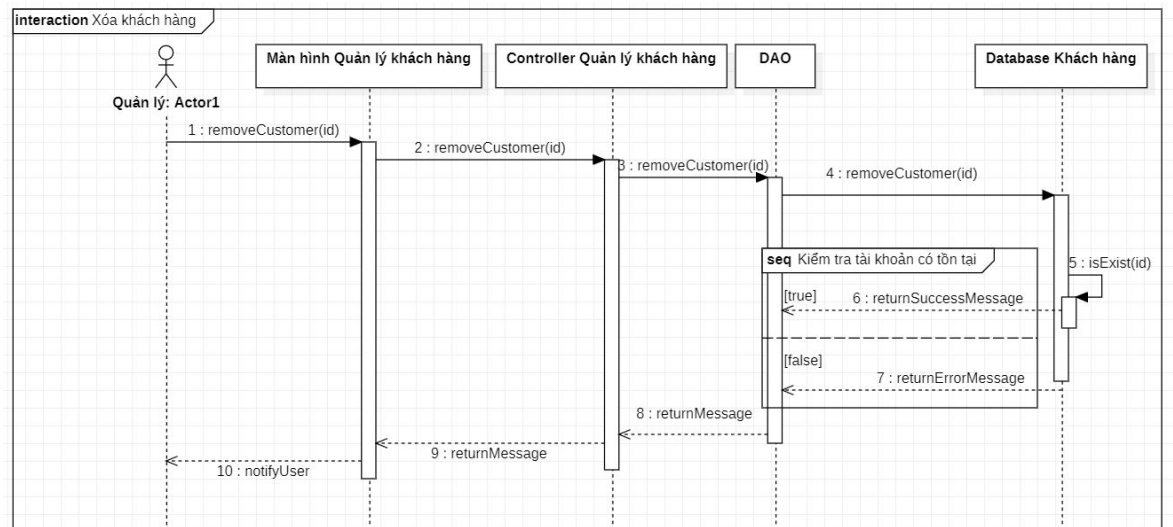 interaction Xóa khách hàng
Màn hình Quản lý khách hàng
Controller Quản lý khách hàng
DAO
Database Khách hàng
Quản lý: Actor1
1 : removeCustomer(id)
2 : removeCustomer(id)
3 : removeCustomer(id)
4 : removeCustomer(id)
seq Kiểm tra tài khoản có tồn tại
5 : isExist(id)
[true]
6 : returnSuccessMessage
[false]
7 : returnErrorMessage
8 : returnMessage
9 : returnMessage
10 : notifyUser